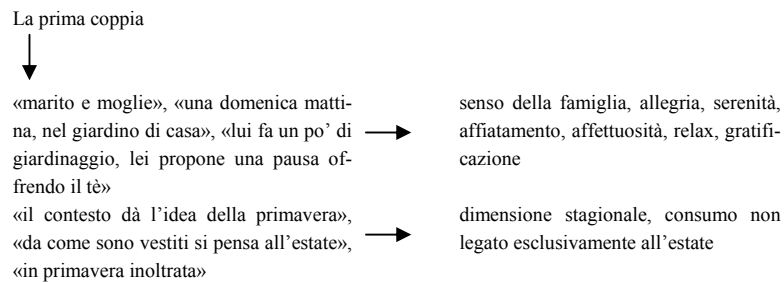 La prima coppia
«marito e moglie», «una domenica matti-
na, nel giardino di casa», «lui fa un po’ di
giardinaggio, lei propone una pausa of-
frendo il tè»
senso della famiglia, allegria, serenità,
affiatamento, affettuosità, relax, gratifi-
cazione
«il contesto dà l’idea della primavera»,
«da come sono vestiti si pensa all’estate»,
«in primavera inoltrata»
dimensione stagionale, consumo non
legato esclusivamente all’estate